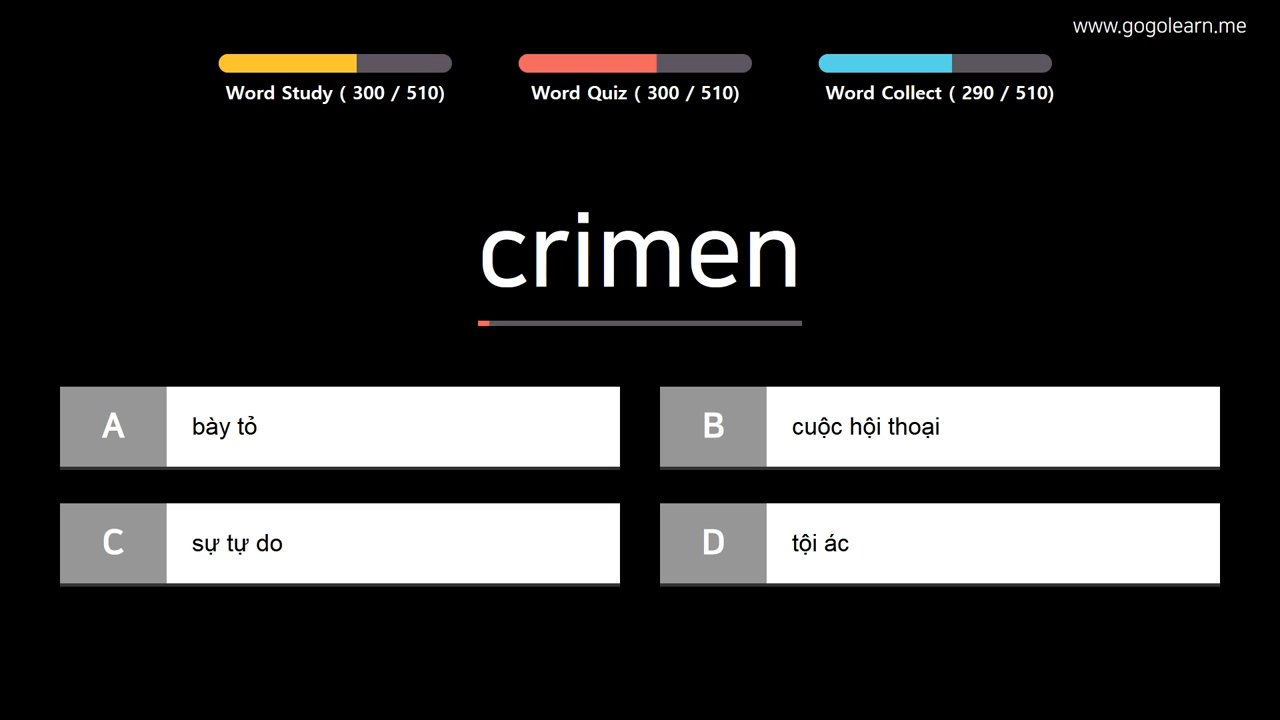 www.gogolearn.me
Word Study ( 300 / 510)
Word Quiz ( 300 / 510)
Word Collect ( 290 / 510)
crimen
A bày tỏ
B cuộc hội thoại
C sự tự do
D tội ác